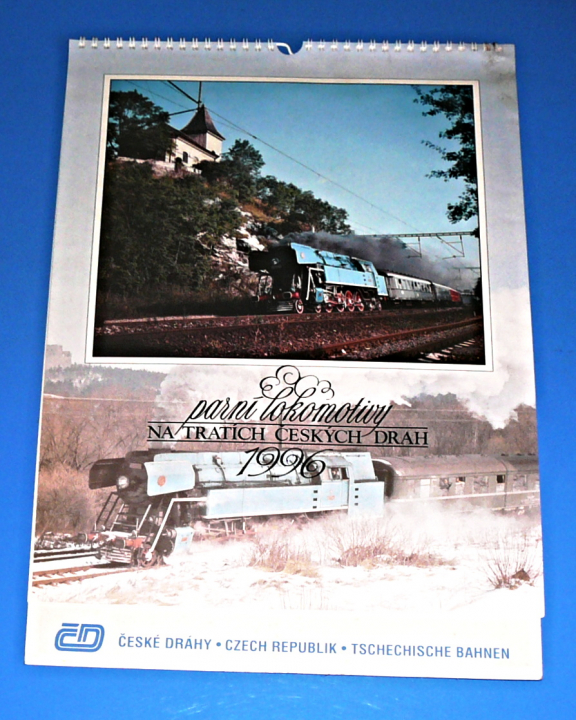 parní lokomotivy
NA TRATÍCH ČESKÝCH DRAH
1996
ČD ČESKÉ DRÁHY • CZECH REPUBLIK • TSCHECHISCHE BAHNEN